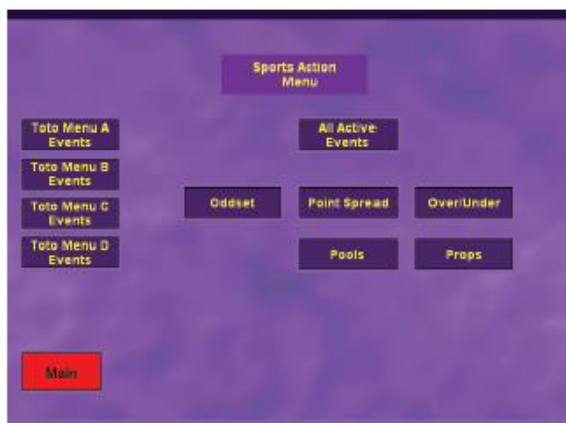 Sports Action
Menu
Toto Menu A
Events
All Active
Events
Toto Menu B
Events
Toto Menu C
Events
Oddset
Point Spread
Over/Under
Toto Menu D
Events
Pools
Props
Main